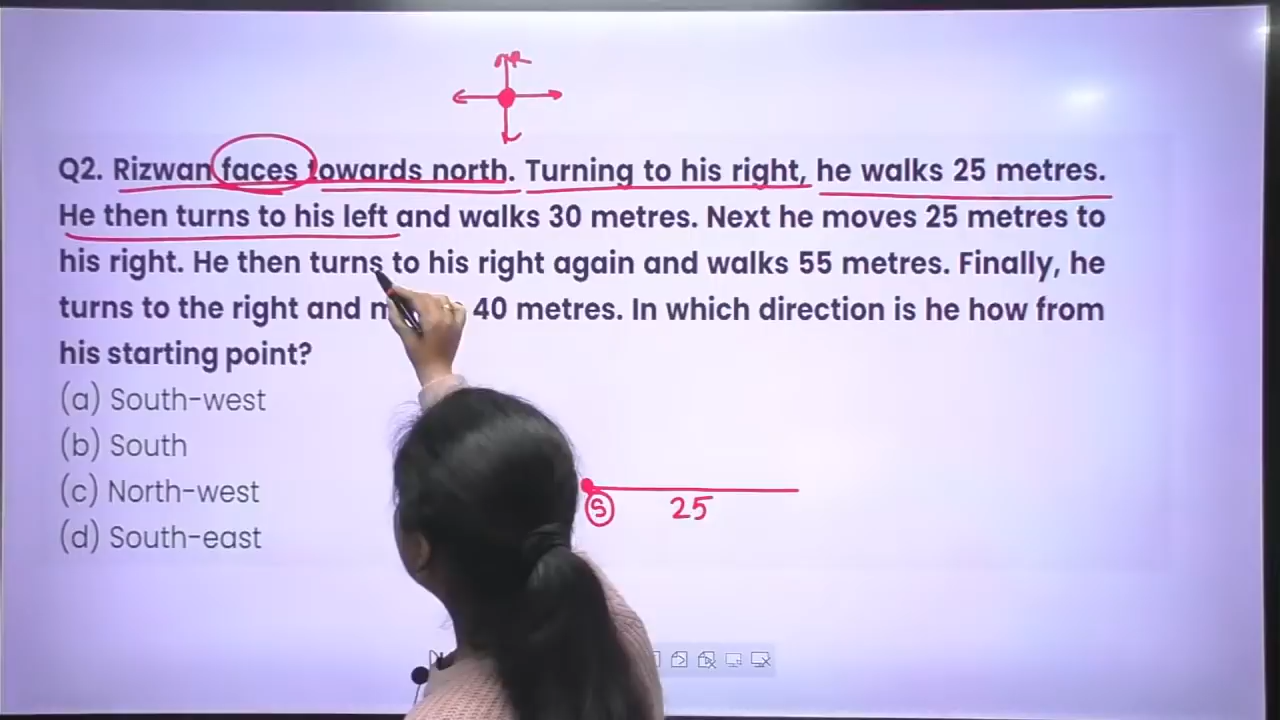 Q2. Rizwan faces towards north. Turning to his right, he walks 25 metres.
He then turns to his left and walks 30 metres. Next he moves 25 metres to
his right. He then turns to his right again and walks 55 metres. Finally, he
turns to the right and 40 metres. In which direction is he how from
his starting point?
(a) South-west
(b) South
(c) North-west
(d) South-east
S 25